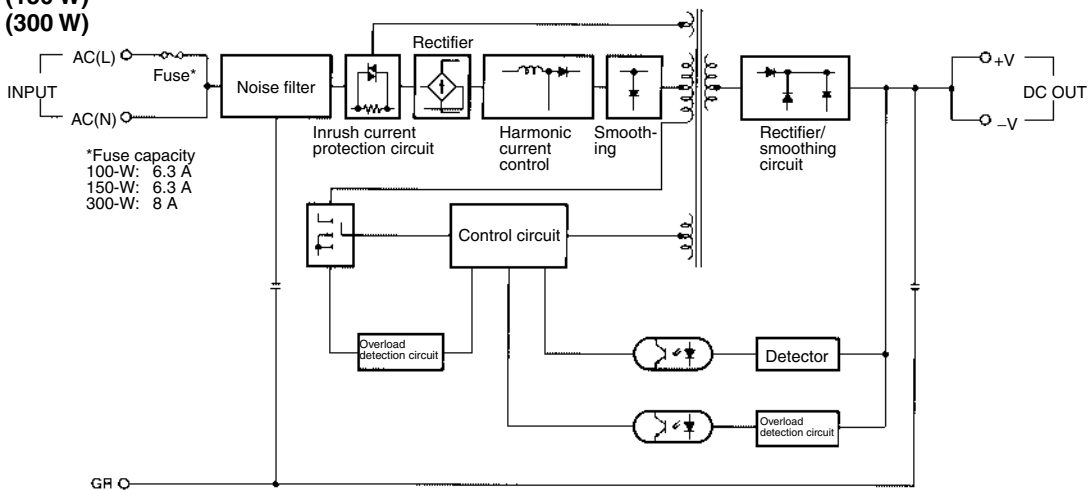 (300 W)
AC(L)
Fuse*
INPUT
AC(N)
*Fuse capacity
100-W: 6.3 A
150-W: 6.3 A
300-W: 8 A
Noise filter
Inrush current
protection circuit
Rectifier
Harmonic
current
control
Smooth-
ing
Rectifier/
smoothing
circuit
+V
DC OUT
–V
Control circuit
Overload
detection circuit
Detector
Overload
detection circuit
GR